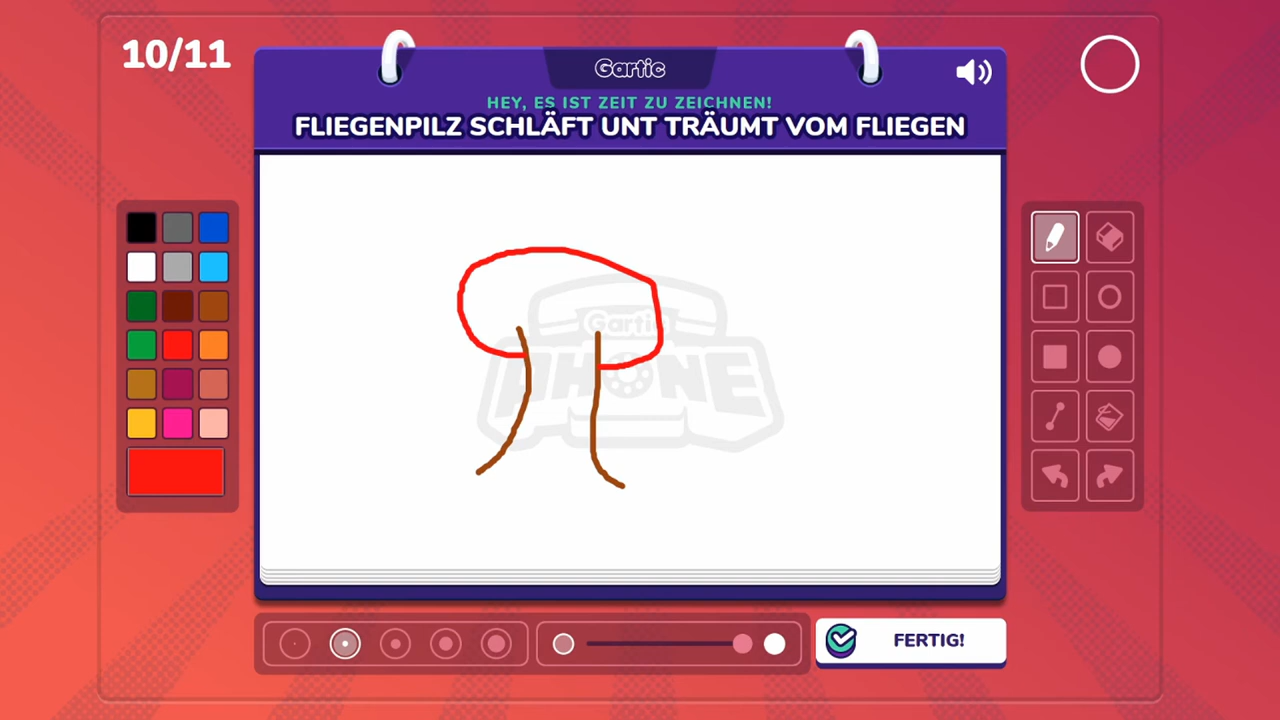 10/11
Gartic
HEY, ES IST ZEIT ZU ZEICHNEN!
FLIEGENPILZ SCHLÄFT UNT TRÄUMT VOM FLIEGEN
Gartic
PHONE
FERTIG!